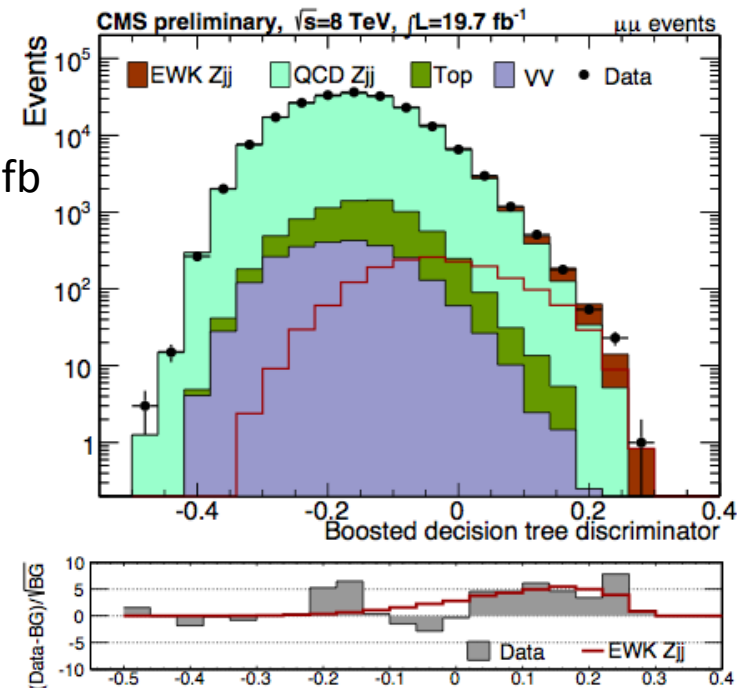 CMS preliminary, √s=8 TeV, ∫L=19.7 fb⁻¹ μμ events
Events
EWK Zjj QCD Zjj Top VV Data
fb
10⁵
10⁴
10³
10²
10
1
-0.4 -0.2 0 0.2 0.4
Boosted decision tree discriminator
(Data-BG)/√BG
10
5
0
-5
-10
Data EWK Zjj
-0.5 -0.4 -0.3 -0.2 -0.1 0 0.1 0.2 0.3 0.4